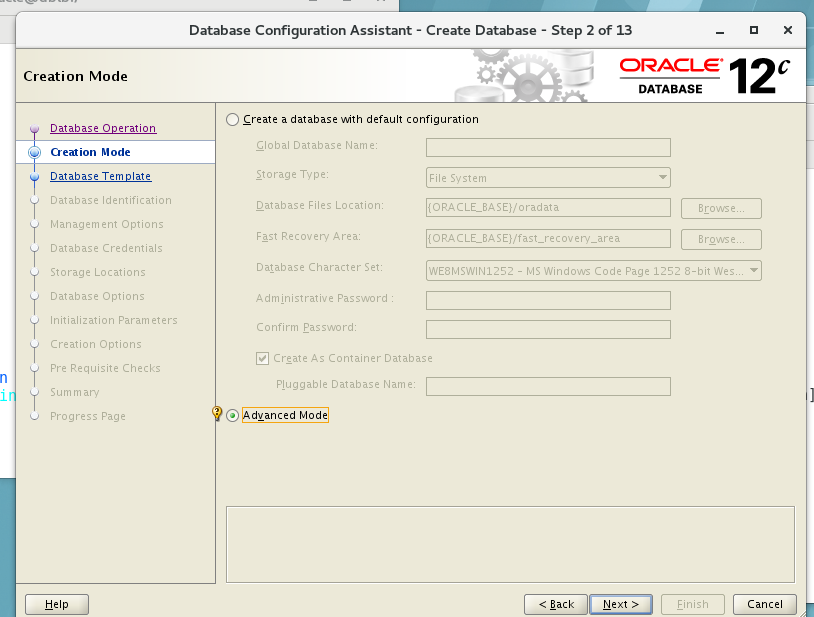 Database Configuration Assistant - Create Database - Step 2 of 13
Creation Mode
ORACLE
DATABASE
12c
Database Operation
Creation Mode
Database Template
Database Identification
Management Options
Database Credentials
Storage Locations
Database Options
Initialization Parameters
Creation Options
Pre Requisite Checks
Summary
Progress Page
Create a database with default configuration
Global Database Name:
Storage Type:
File System
Database Files Location:
{ORACLE_BASE}/oradata
Browse...
Fast Recovery Area:
{ORACLE_BASE}/fast_recovery_area
Browse...
Database Character Set:
WE8MSWIN1252 - MS Windows Code Page 1252 8-bit Wes...
Administrative Password :
Confirm Password:
Create As Container Database
Pluggable Database Name:
Advanced Mode
Help
< Back
Next >
Finish
Cancel